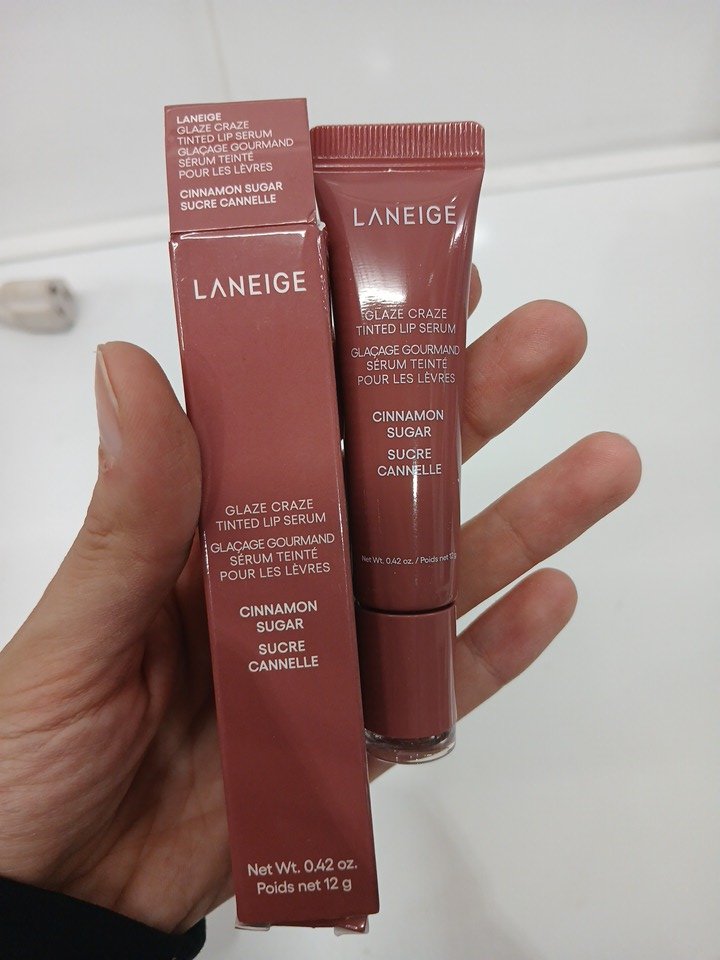 LANEIGE
GLAZE CRAZE
TINTED LIP SERUM
GLAÇAGE GOURMAND
SÉRUM TEINTÉ
POUR LES LÈVRES
CINNAMON SUGAR
SUCRE CANNELLE
LANEIGE
GLAZE CRAZE
TINTED LIP SERUM
GLAÇAGE GOURMAND
SÉRUM TEINTÉ
POUR LES LÈVRES
CINNAMON
SUGAR
SUCRE
CANNELLE
Net Wt. 0.42 oz.
Poids net 12 g
LANEIGE
GLAZE CRAZE
TINTED LIP SERUM
GLAÇAGE GOURMAND
SÉRUM TEINTÉ
POUR LES LÈVRES
CINNAMON
SUGAR
SUCRE
CANNELLE
Net Wt. 0.42 oz. / Poids net 12g